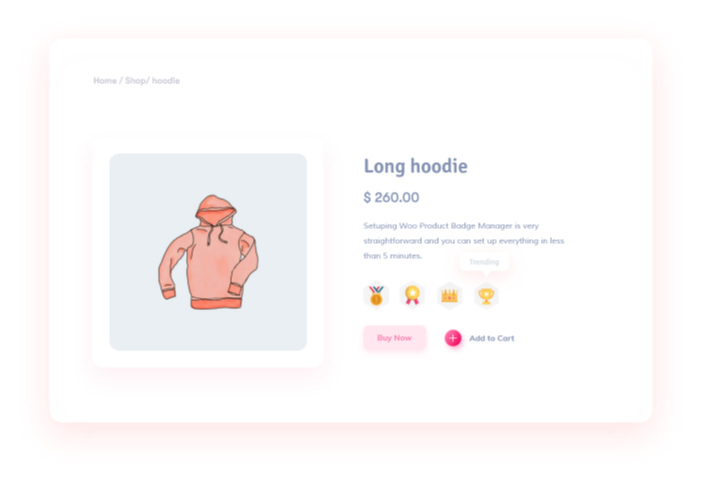 Home / Shop/ hoodie
Long hoodie
$ 260.00
Setuping Woo Product Badge Manager is very
straightforward and you can set up everything in less
than 5 minutes.
Trending
Buy Now
Add to Cart